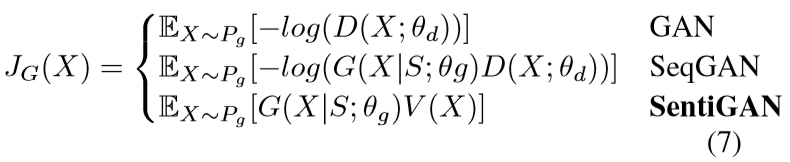 𝔼_{X∼P_g}[−log(D(X;θ_d))] GAN
J_G(X) = { 𝔼_{X∼P_g}[−log(G(X|S;θg)D(X;θ_d))] SeqGAN
𝔼_{X∼P_g}[G(X|S;θ_g)V(X)] SentiGAN
(7)